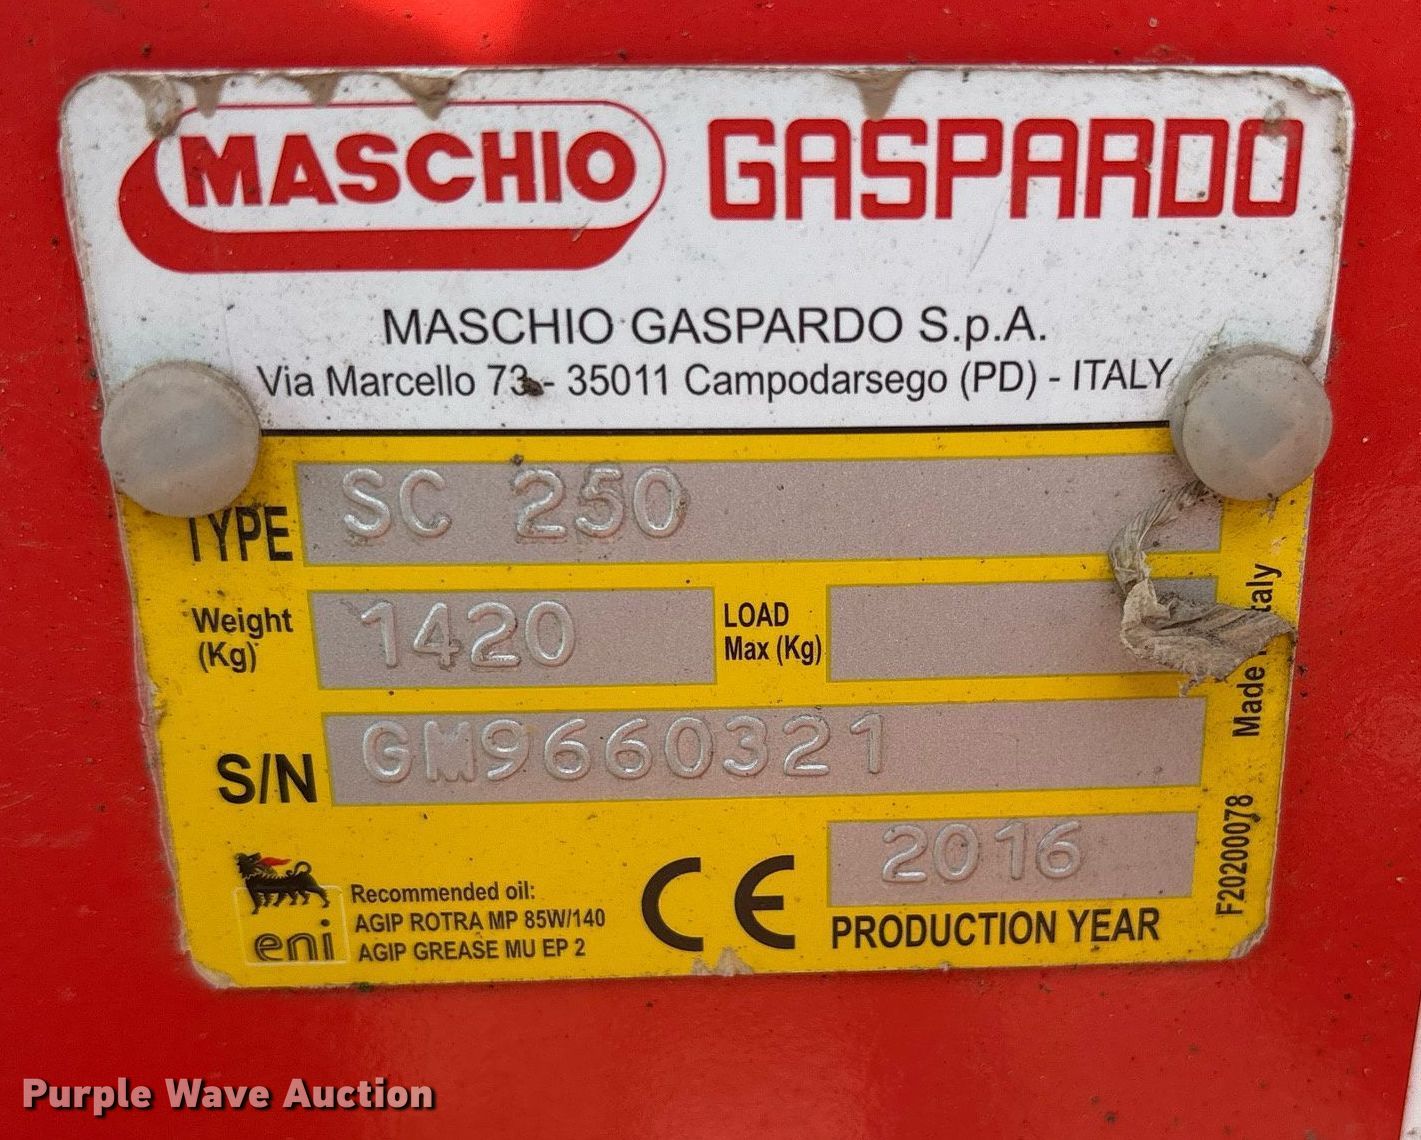 MASCHIO GASPARDO
MASCHIO GASPARDO S.p.A.
Via Marcello 73 - 35011 Campodarsego (PD) - ITALY
TYPE SC 250
Weight (Kg) 1420 LOAD Max (Kg)
S/N GM9660321
2016
PRODUCTION YEAR
CE
eni
Recommended oil:
AGIP ROTRA MP 85W/140
AGIP GREASE MU EP 2
Made Italy
F20200078
Purple Wave Auction